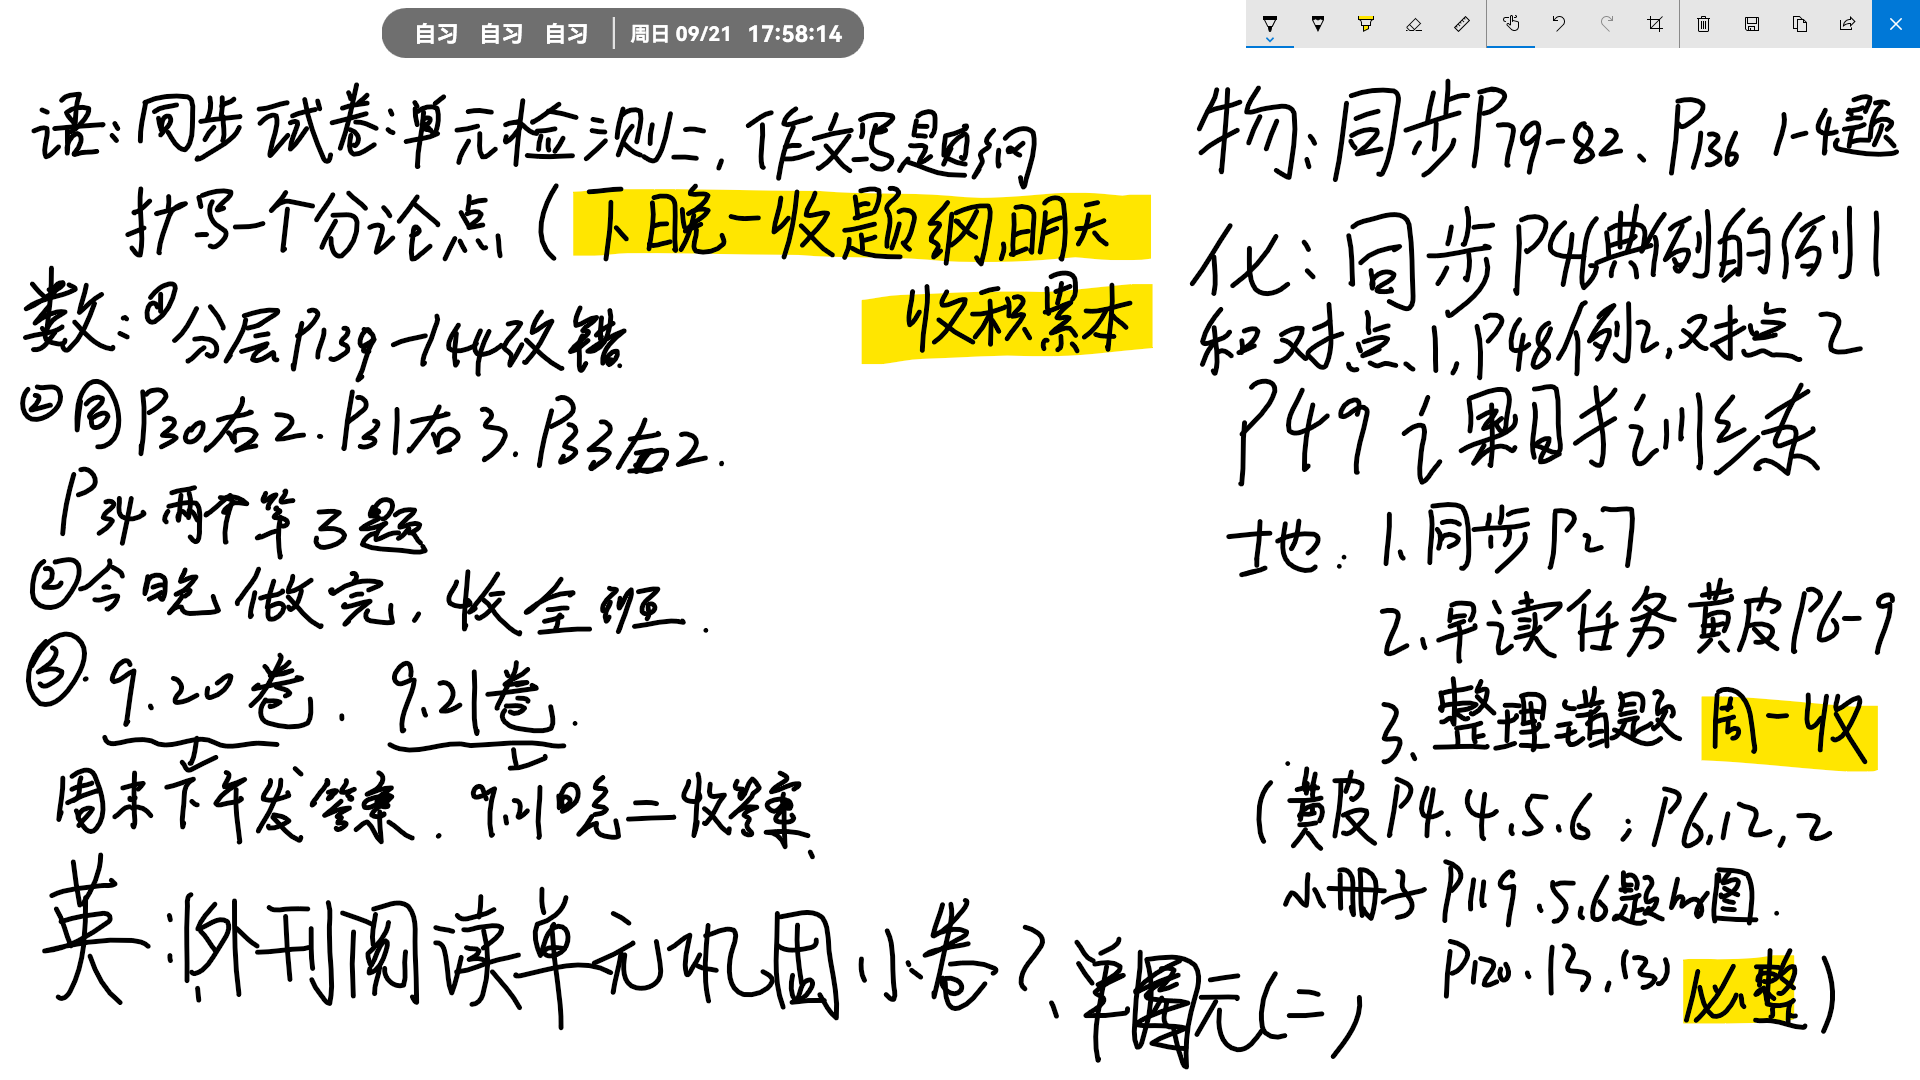 自习 自习 自习 周日 09/21 17:58:14
语:同步试卷:单元检测二,作文写题纲
抄写一个分论点(下晚一收题纲,明天
收积累本
数:①分层P139-144改错.
②同P30右2.P31右3.P33右2.
P34两个第3题
②今晚做完,收全班.
③.9.20卷.9.21卷.
周末下午发答案.9.21晚二收答案.
英:外刊阅读单元巩固小卷2、单元(二)
物:同步P79-82、P136 1-4题
化:同步P46典例的例1
和对点、1,P48例2,对点2
P49 课时训练
地:1、同步P27
2、早读任务黄皮P6-9
3、整理错题 周一收
(黄皮P4.4.5.6;P6,12,2
小册子P119.5.6题的图.
P120.13,(3)必整)